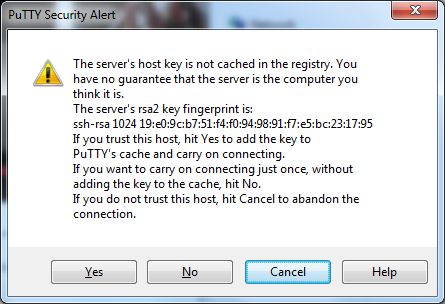 PuTTY Security Alert
The server's host key is not cached in the registry. You
have no guarantee that the server is the computer you
think it is.
The server's rsa2 key fingerprint is:
ssh-rsa 1024 19:e0:9c:b7:51:f4:f0:94:98:91:f7:e5:bc:23:17:95
If you trust this host, hit Yes to add the key to
PuTTY's cache and carry on connecting.
If you want to carry on connecting just once, without
adding the key to the cache, hit No.
If you do not trust this host, hit Cancel to abandon the
connection.
Yes No Cancel Help